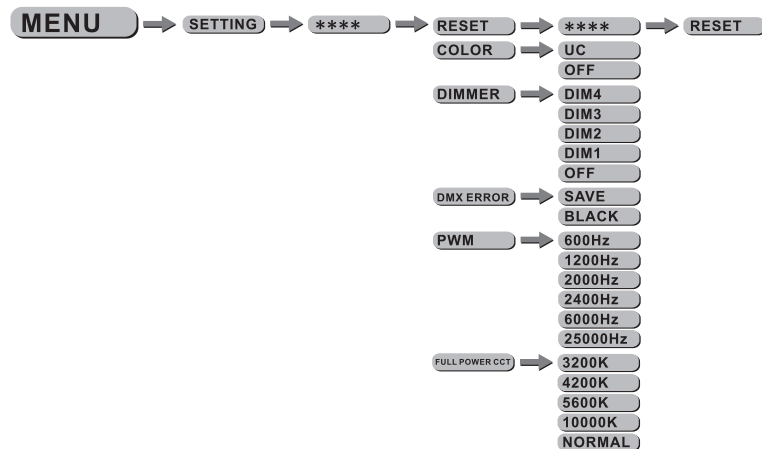 MENU SETTING **** RESET **** RESET
COLOR UC
OFF
DIMMER DIM4
DIM3
DIM2
DIM1
OFF
DMX ERROR SAVE
BLACK
PWM 600Hz
1200Hz
2000Hz
2400Hz
6000Hz
25000Hz
FULL POWER CCT 3200K
4200K
5600K
10000K
NORMAL